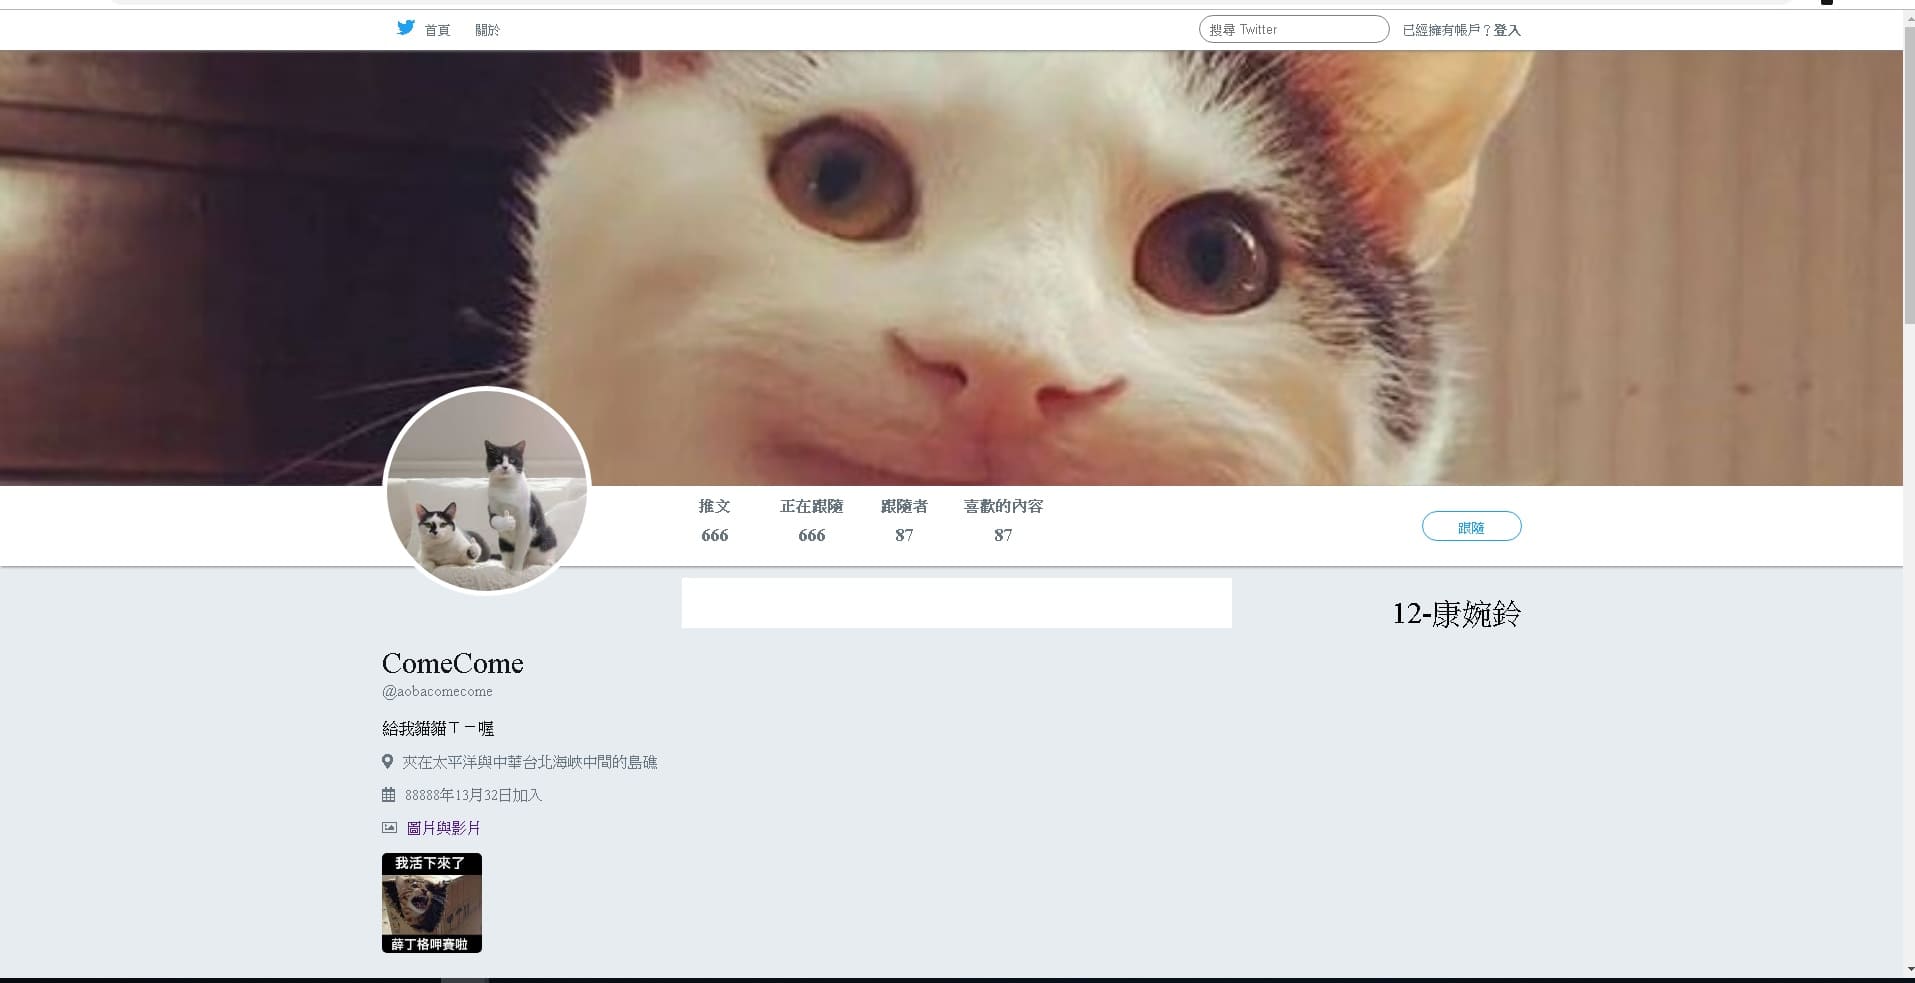 首頁 關於 搜尋 Twitter 已經擁有帳戶？登入
推文 正在跟隨 跟隨者 喜歡的內容
666 666 87 87
跟隨
12-康婉鈴
ComeCome
@aobacomecome
給我貓貓ㄒㄧ喔
夾在太平洋與中華台北海峽中間的島礁
88888年13月32日加入
圖片與影片
我活下來了
薛丁格呷賽啦